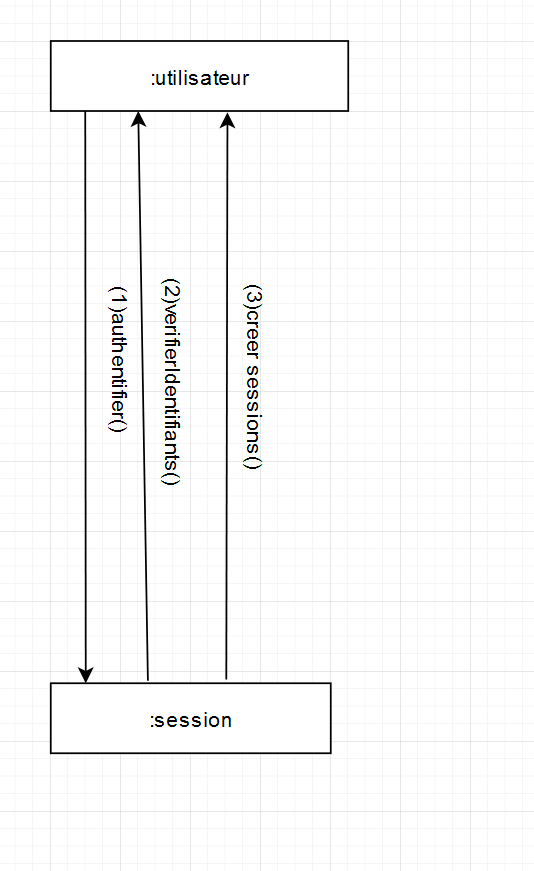 :utilisateur
(1)authentifier()
(2)verifierIdentifiants()
(3)creer sessions()
:session